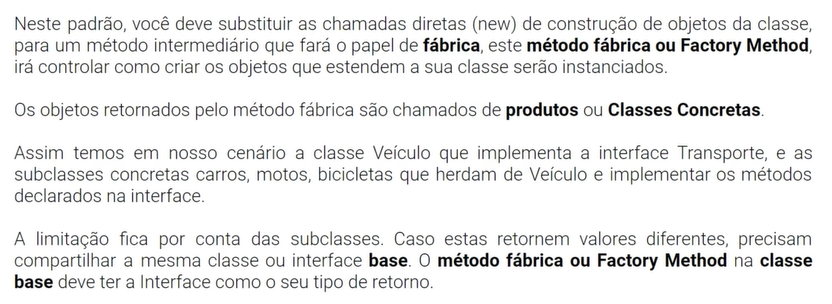 Neste padrão, você deve substituir as chamadas diretas (new) de construção de objetos da classe,
para um método intermediário que fará o papel de fábrica, este método fábrica ou Factory Method,
irá controlar como criar os objetos que estendem a sua classe serão instanciados.
Os objetos retornados pelo método fábrica são chamados de produtos ou Classes Concretas.
Assim temos em nosso cenário a classe Veículo que implementa a interface Transporte, e as
subclasses concretas carros, motos, bicicletas que herdam de Veículo e implementar os métodos
declarados na interface.
A limitação fica por conta das subclasses. Caso estas retornem valores diferentes, precisam
compartilhar a mesma classe ou interface base. O método fábrica ou Factory Method na classe
base deve ter a Interface como o seu tipo de retorno.